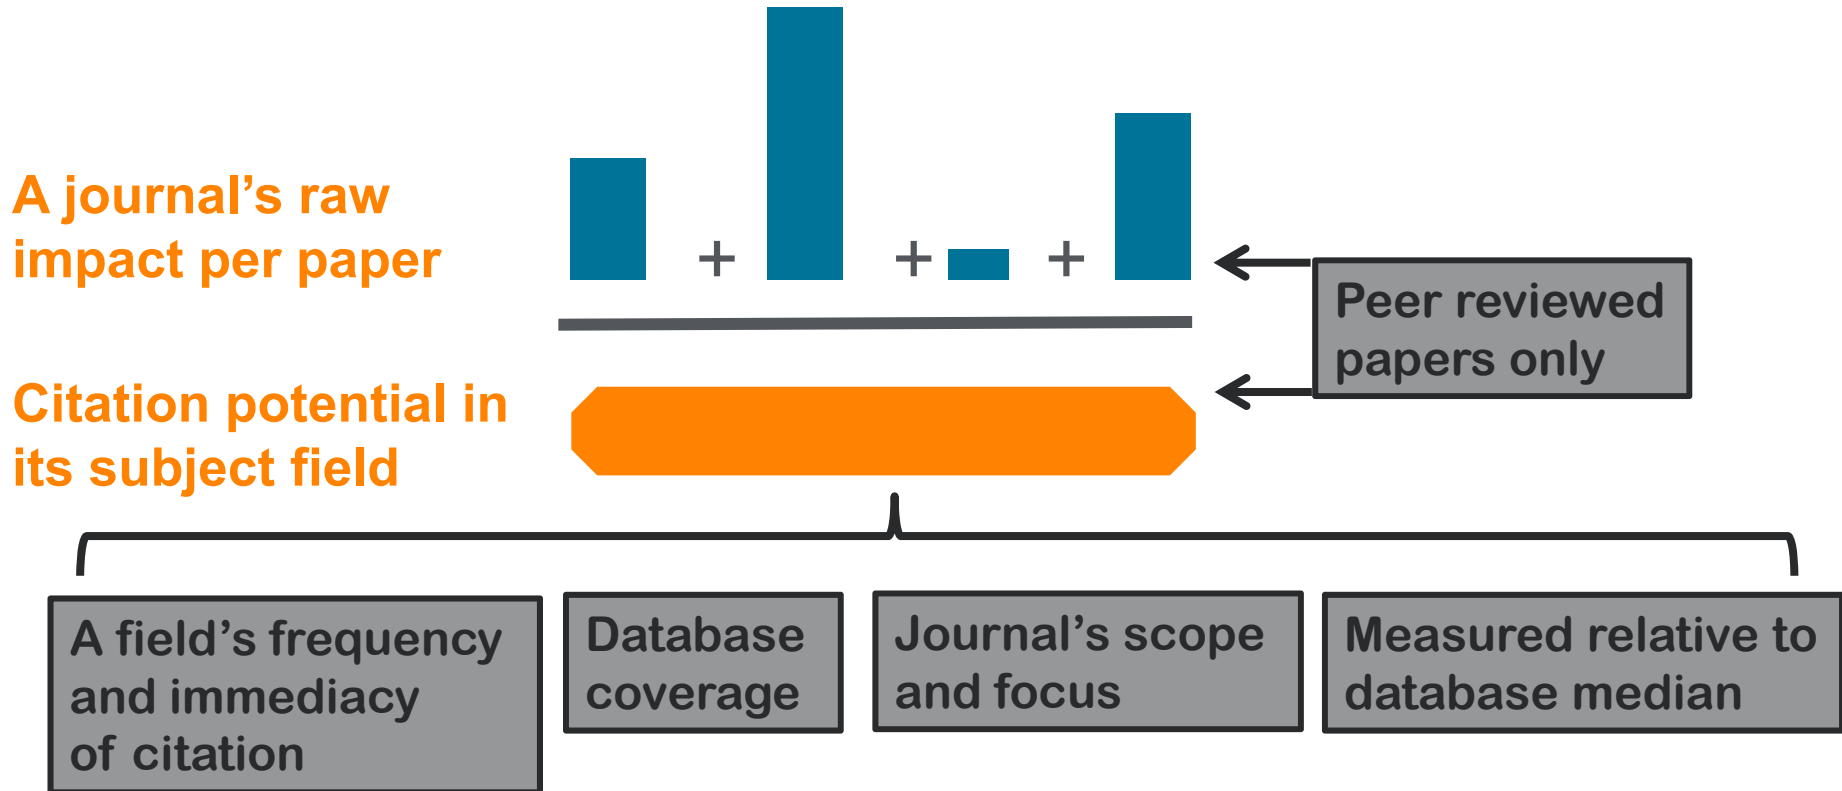 A journal’s raw
impact per paper
+
+
+
Peer reviewed
papers only
Citation potential in
its subject field
A field’s frequency
and immediacy
of citation
Database
coverage
Journal’s scope
and focus
Measured relative to
database median